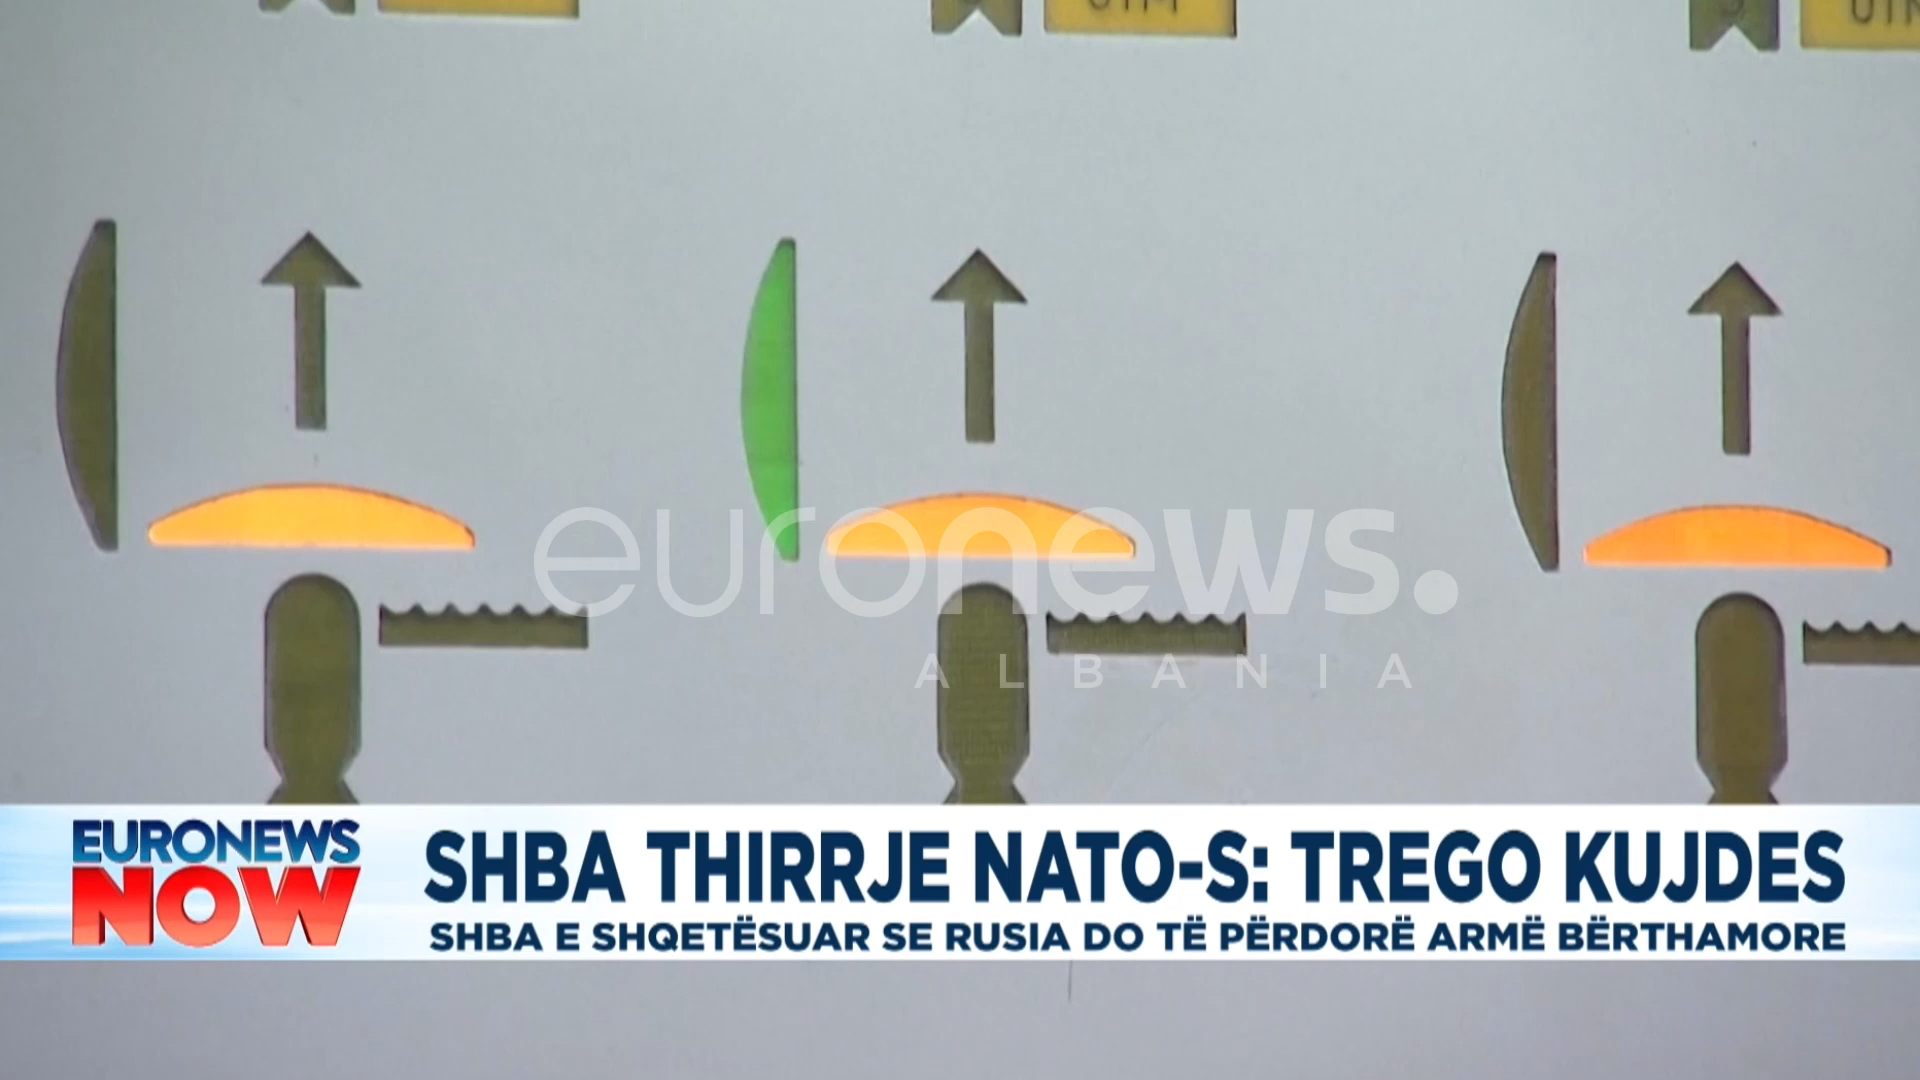 euronews.
ALBANIA
EURONEWS
NOW
SHBA THIRRJE NATO-S: TREGO KUJDES
SHBA E SHQETËSUAR SE RUSIA DO TË PËRDORË ARMË BËRTHAMORE